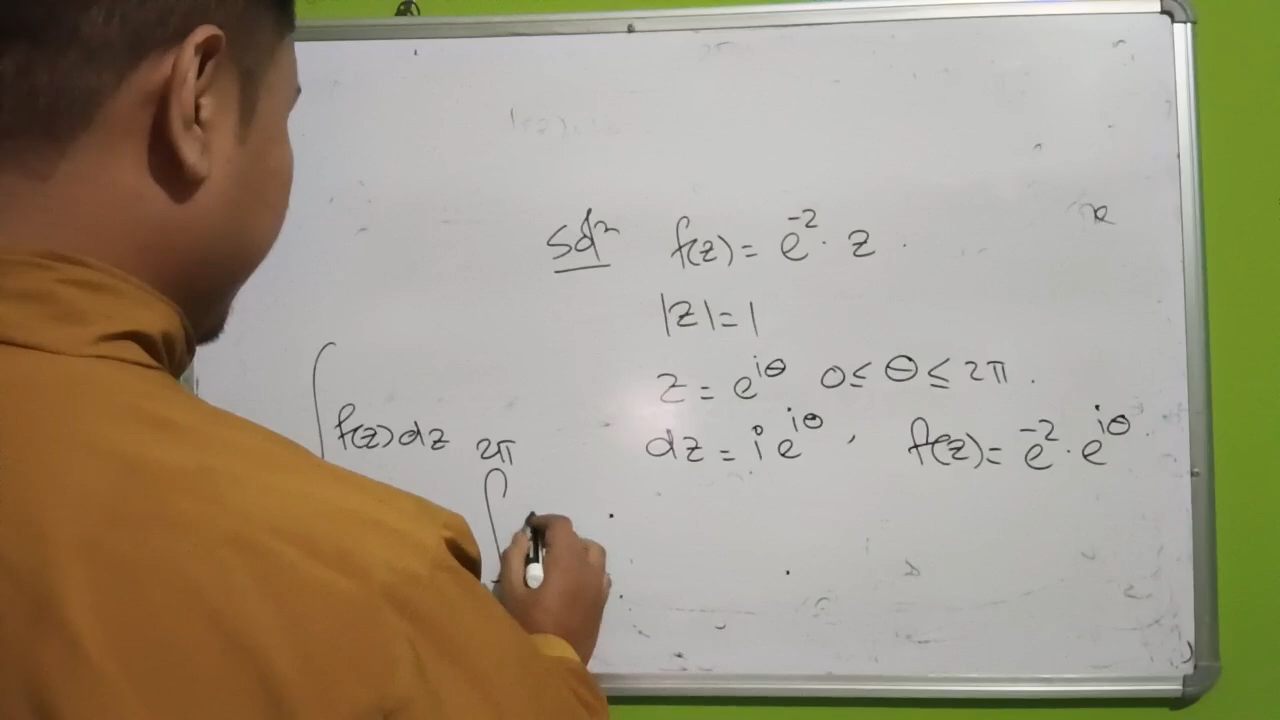 Sol^n f(z) = e^{-2} · z .
|z| = 1
z = e^{iθ} 0 ≤ θ ≤ 2π .
dz = i e^{iθ} , f(z) = e^{-2} · e^{iθ}
∫ f(z) dz
2π
∫